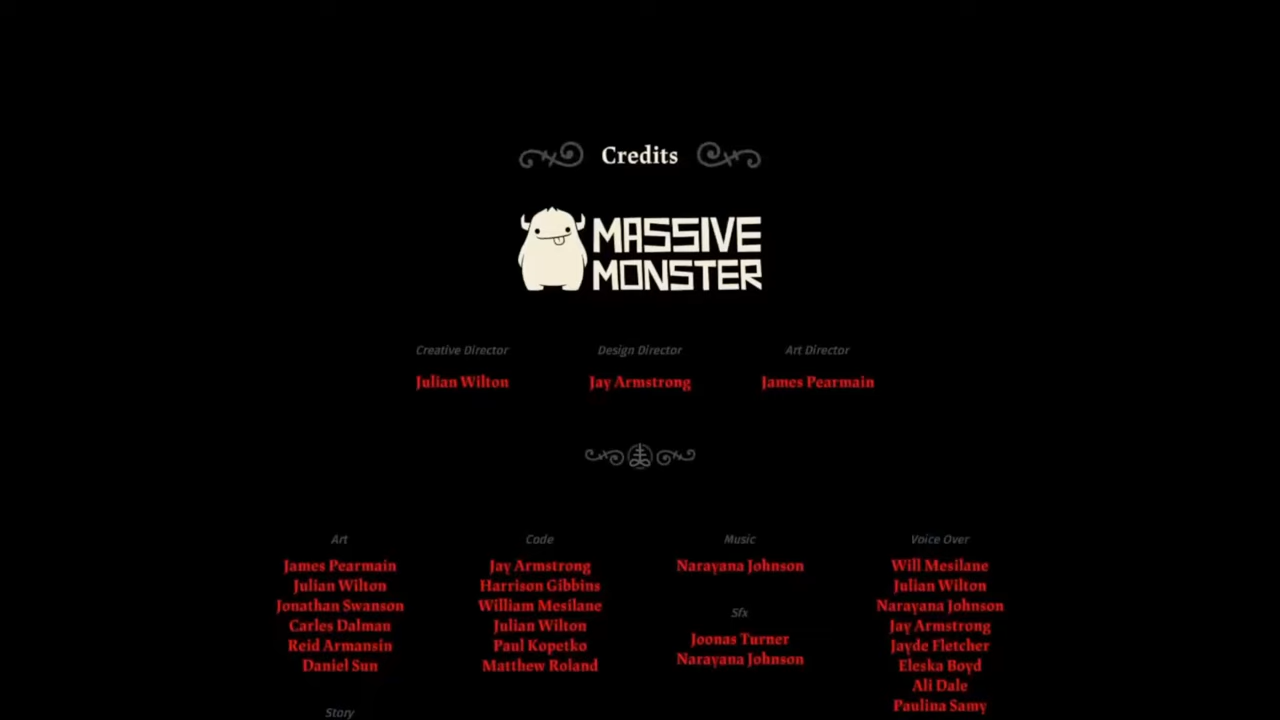 Credits
MASSIVE
MONSTER
Creative Director
Julian Wilton
Design Director
Jay Armstrong
Art Director
James Pearmain
Art
James Pearmain
Julian Wilton
Jonathan Swanson
Carles Dalman
Reid Armansin
Daniel Sun
Story
Code
Jay Armstrong
Harrison Gibbins
William Mesilane
Julian Wilton
Paul Kopetko
Matthew Roland
Music
Narayana Johnson
Sfx
Joonas Turner
Narayana Johnson
Voice Over
Will Mesilane
Julian Wilton
Narayana Johnson
Jay Armstrong
Jayde Fletcher
Eleska Boyd
Ali Dale
Paulina Samy